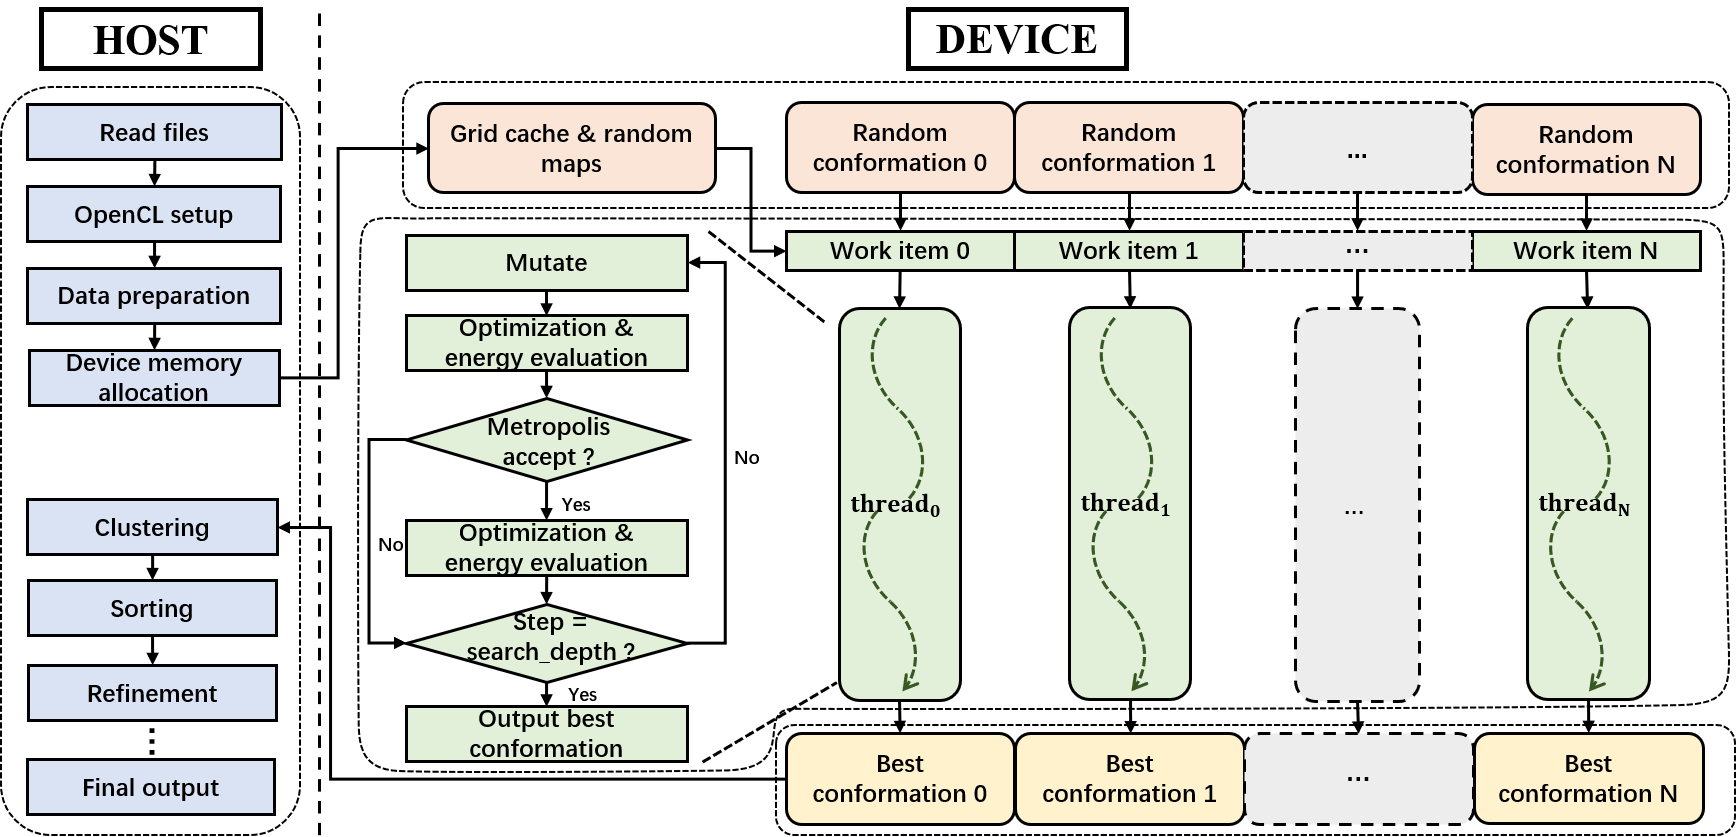 HOST
Read files
OpenCL setup
Data preparation
Device memory
allocation
Clustering
Sorting
Refinement
Final output
DEVICE
Grid cache & random
maps
Random
conformation 0
Random
conformation 1
...
Random
conformation N
Work item 0
Work item 1
...
Work item N
Mutate
Optimization &
energy evaluation
Metropolis
accept ?
Yes
No
Optimization &
energy evaluation
Step =
search_depth ?
No
Yes
Output best
conformation
thread₀
thread₁
...
threadN
Best
conformation 0
Best
conformation 1
...
Best
conformation N